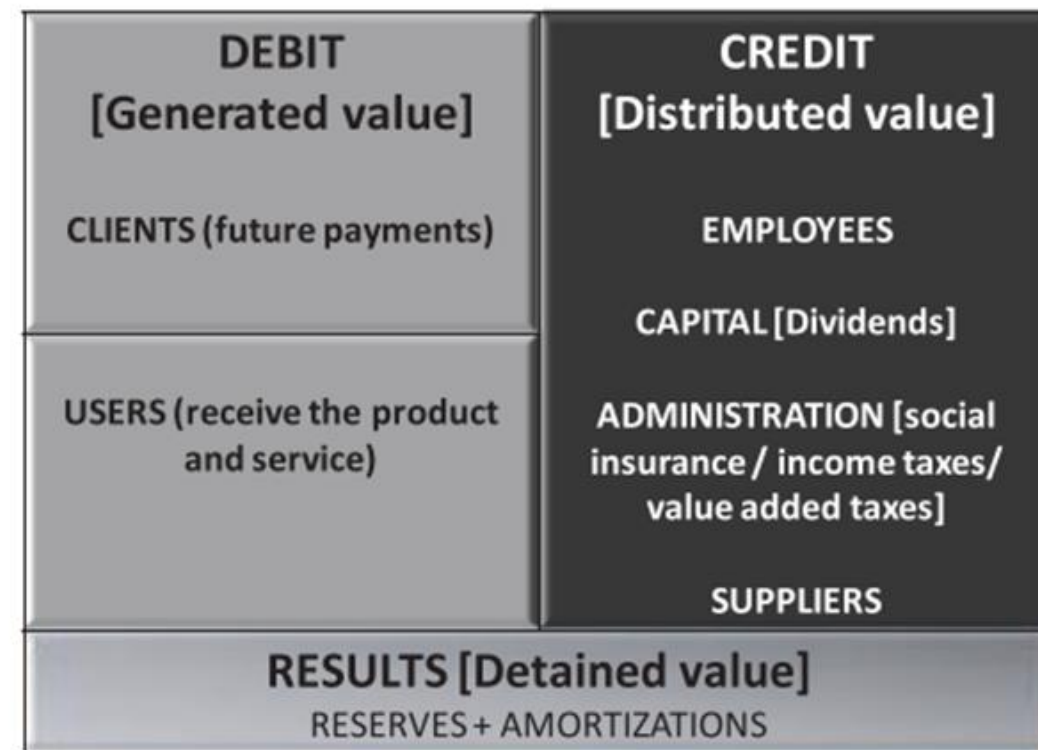 DEBIT
[Generated value]
CLIENTS (future payments)
USERS (receive the product
and service)
CREDIT
[Distributed value]
EMPLOYEES
CAPITAL [Dividends]
ADMINISTRATION [social
insurance / income taxes/
value added taxes]
SUPPLIERS
RESULTS [Detained value]
RESERVES + AMORTIZATIONS